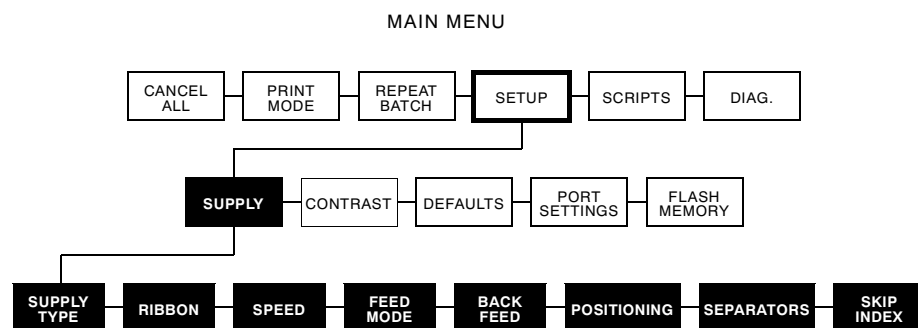 MAIN MENU
CANCEL ALL
PRINT MODE
REPEAT BATCH
SETUP
SCRIPTS
DIAG.
SUPPLY
CONTRAST
DEFAULTS
PORT SETTINGS
FLASH MEMORY
SUPPLY TYPE
RIBBON
SPEED
FEED MODE
BACK FEED
POSITIONING
SEPARATORS
SKIP INDEX